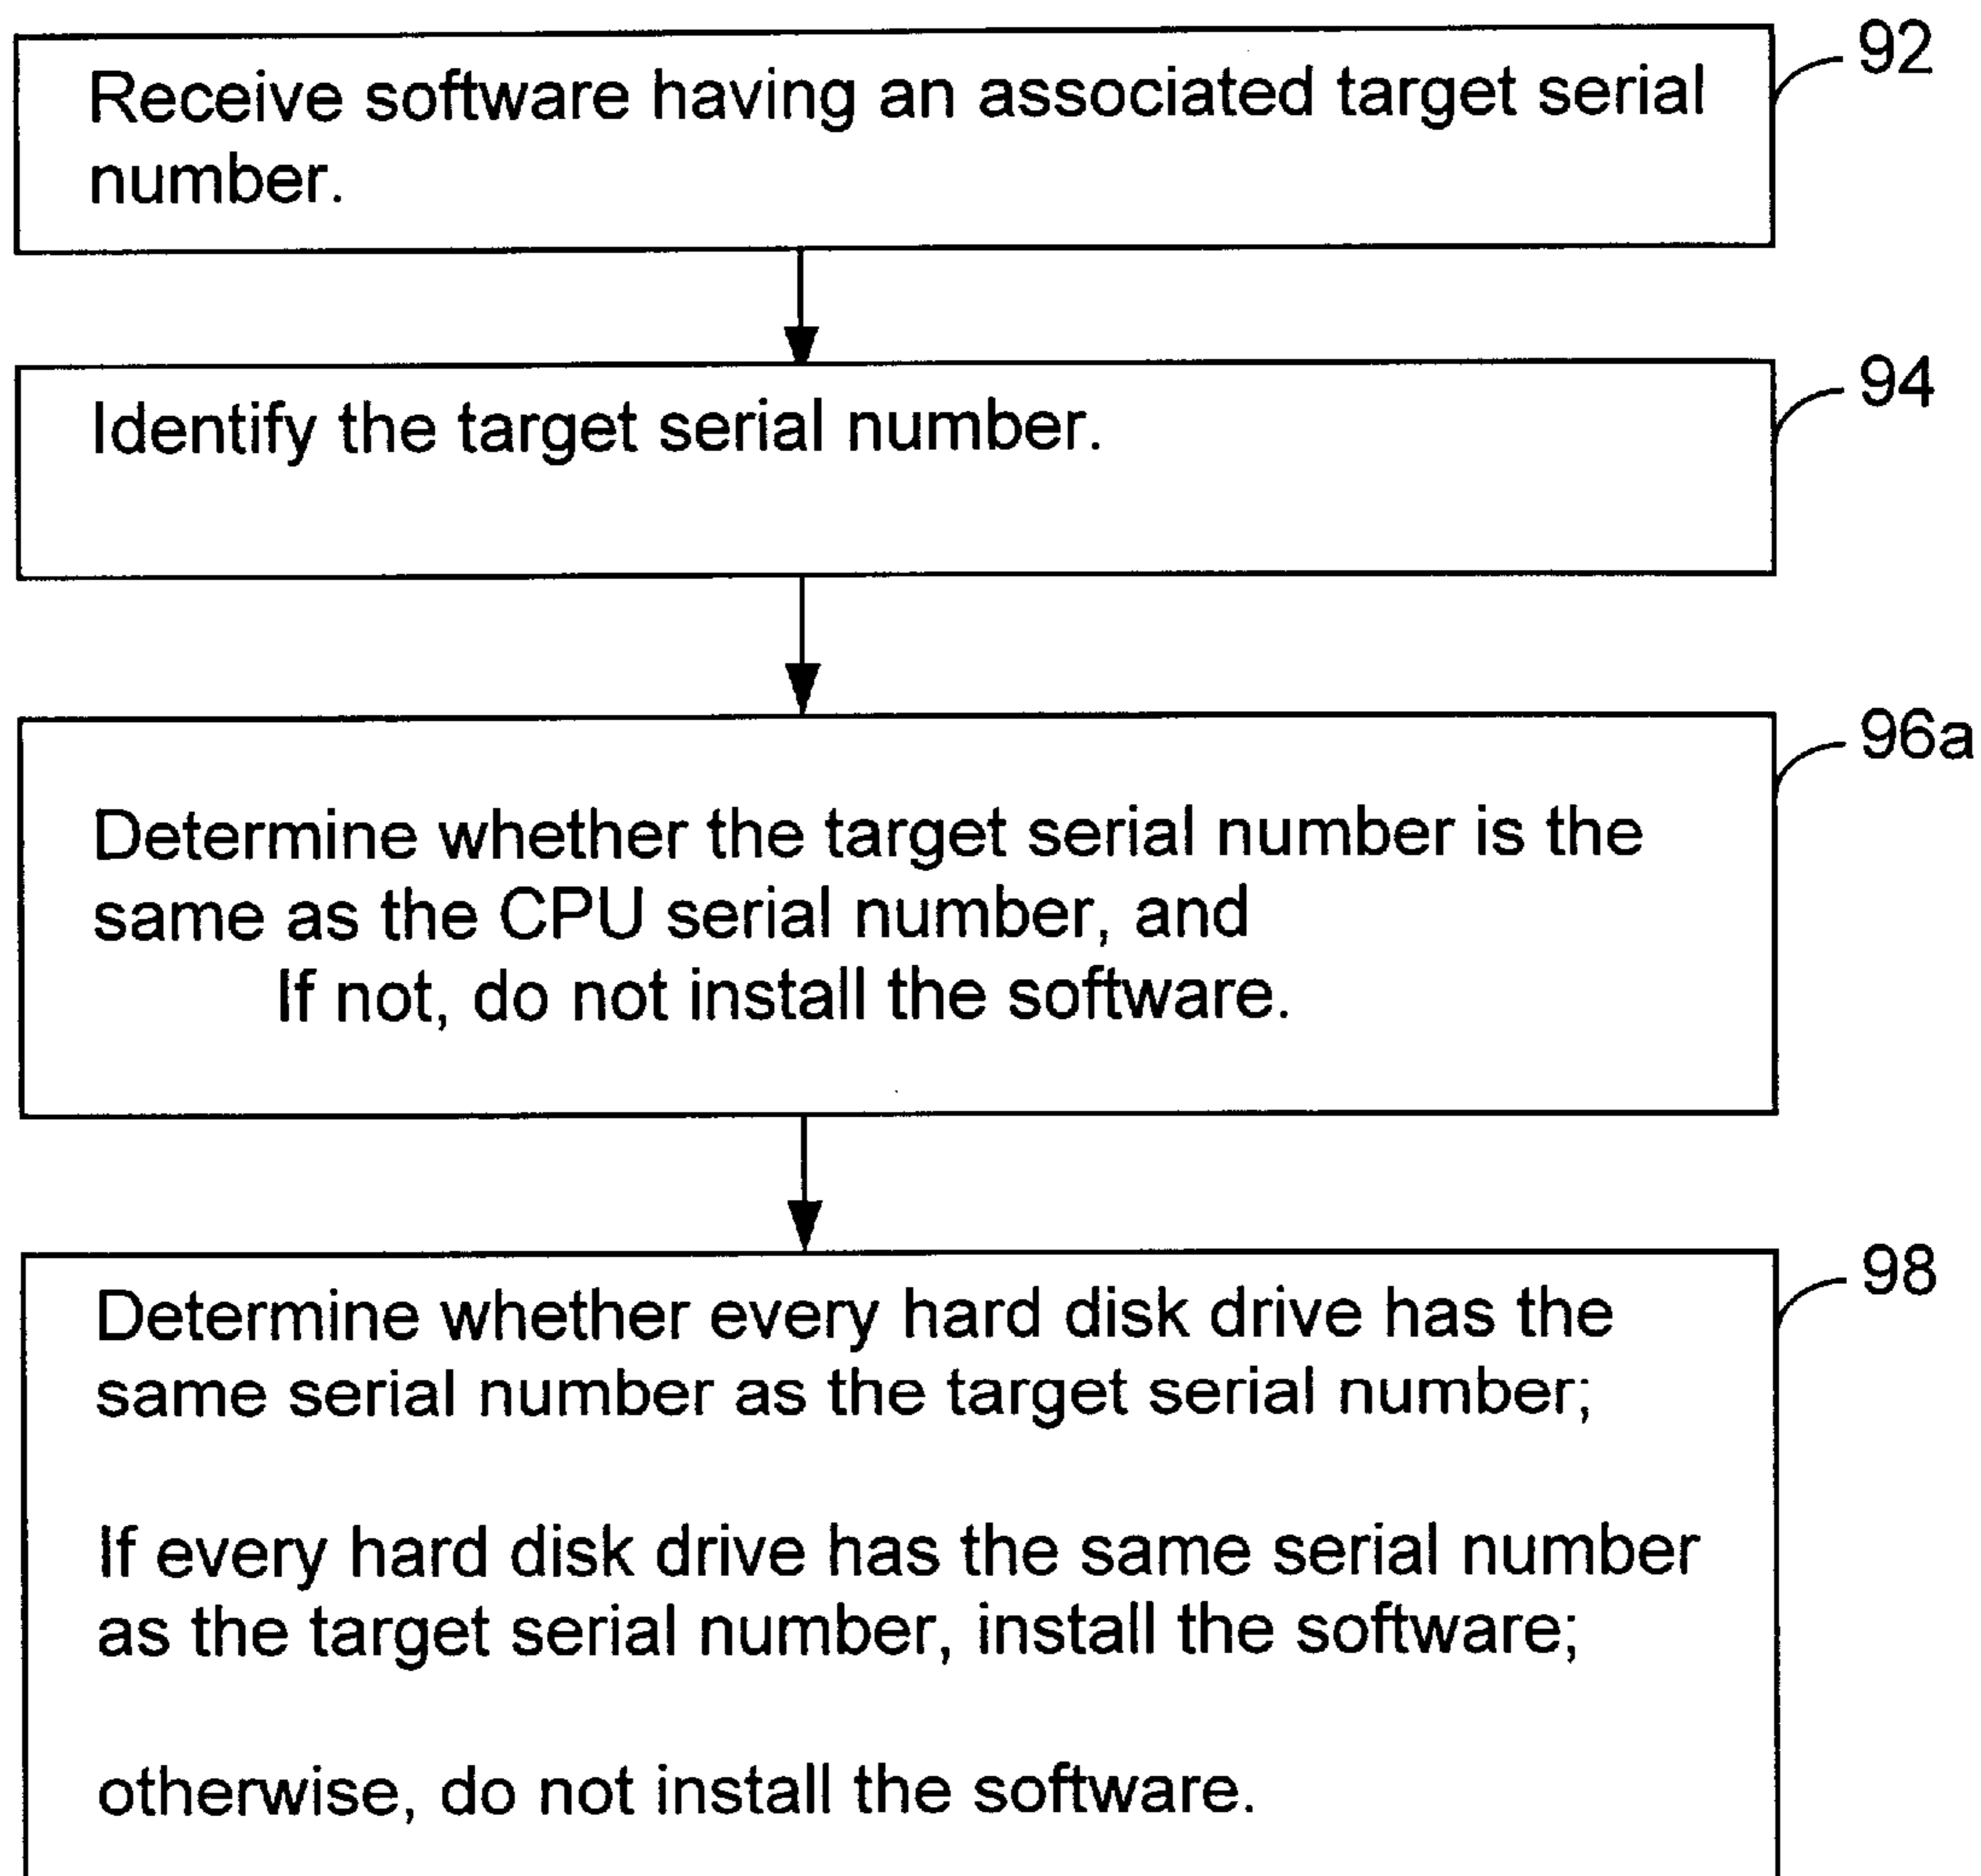 92
Receive software having an associated target serial
number.
94
Identify the target serial number.
96a
Determine whether the target serial number is the
same as the CPU serial number, and
If not, do not install the software.
98
Determine whether every hard disk drive has the
same serial number as the target serial number;
If every hard disk drive has the same serial number
as the target serial number, install the software;
otherwise, do not install the software.